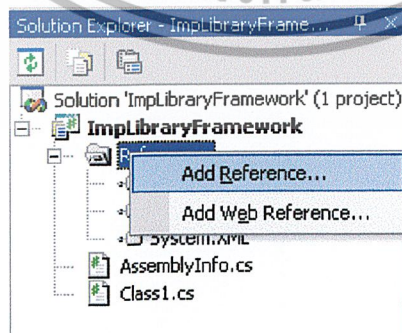 Solution Explorer - ImpLibraryFrame...
Solution 'ImpLibraryFramework' (1 project)
ImpLibraryFramework
Add Reference...
Add Web Reference...
System.XML
AssemblyInfo.cs
Class1.cs